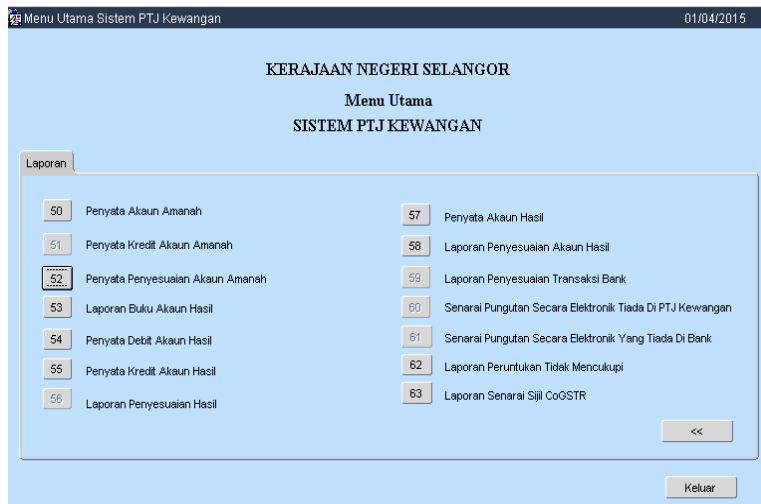 Menu Utama Sistem PTJ Kewangan 01/04/2015
KERAJAAN NEGERI SELANGOR
Menu Utama
SISTEM PTJ KEWANGAN
Laporan
50 Penyata Akaun Amanah
51 Penyata Kredit Akaun Amanah
52 Penyata Penyesuaian Akaun Amanah
53 Laporan Buku Akaun Hasil
54 Penyata Debit Akaun Hasil
55 Penyata Kredit Akaun Hasil
56 Laporan Penyesuaian Hasil
57 Penyata Akaun Hasil
58 Laporan Penyesuaian Akaun Hasil
59 Laporan Penyesuaian Transaksi Bank
60 Senarai Pungutan Secara Elektronik Tiada Di PTJ Kewangan
61 Senarai Pungutan Secara Elektronik Yang Tiada Di Bank
62 Laporan Peruntukan Tidak Mencukupi
63 Laporan Senarai Sijil CoGSTR
<<
Keluar